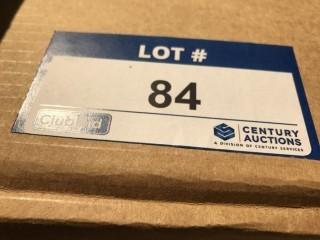 LOT #
84
CENTURY
AUCTIONS
A DIVISION OF CENTURY SERVICES